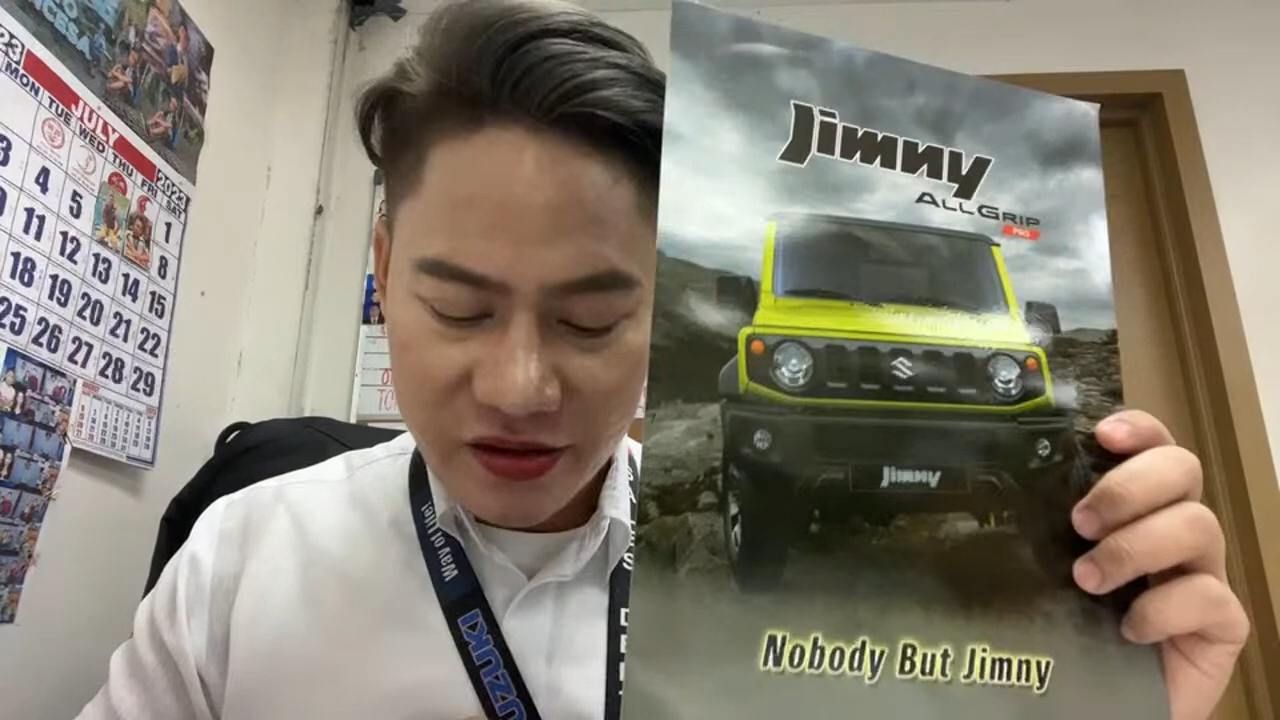 CESA
23
JULY
2023
MON TUE WED THU FRI SAT
1
3 4 5 8
11 12 13 14 15
18 19 20 21 22
25 26 27 28 29
Way of Life!
SUZUKI
Jimny
ALLGRIP
PRO
Jimny
Nobody But Jimny